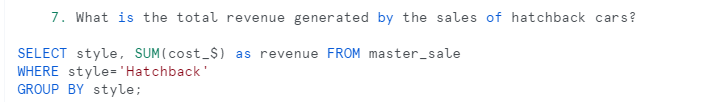 7. What is the total revenue generated by the sales of hatchback cars?
SELECT style, SUM(cost_$) as revenue FROM master_sale
WHERE style='Hatchback'
GROUP BY style;